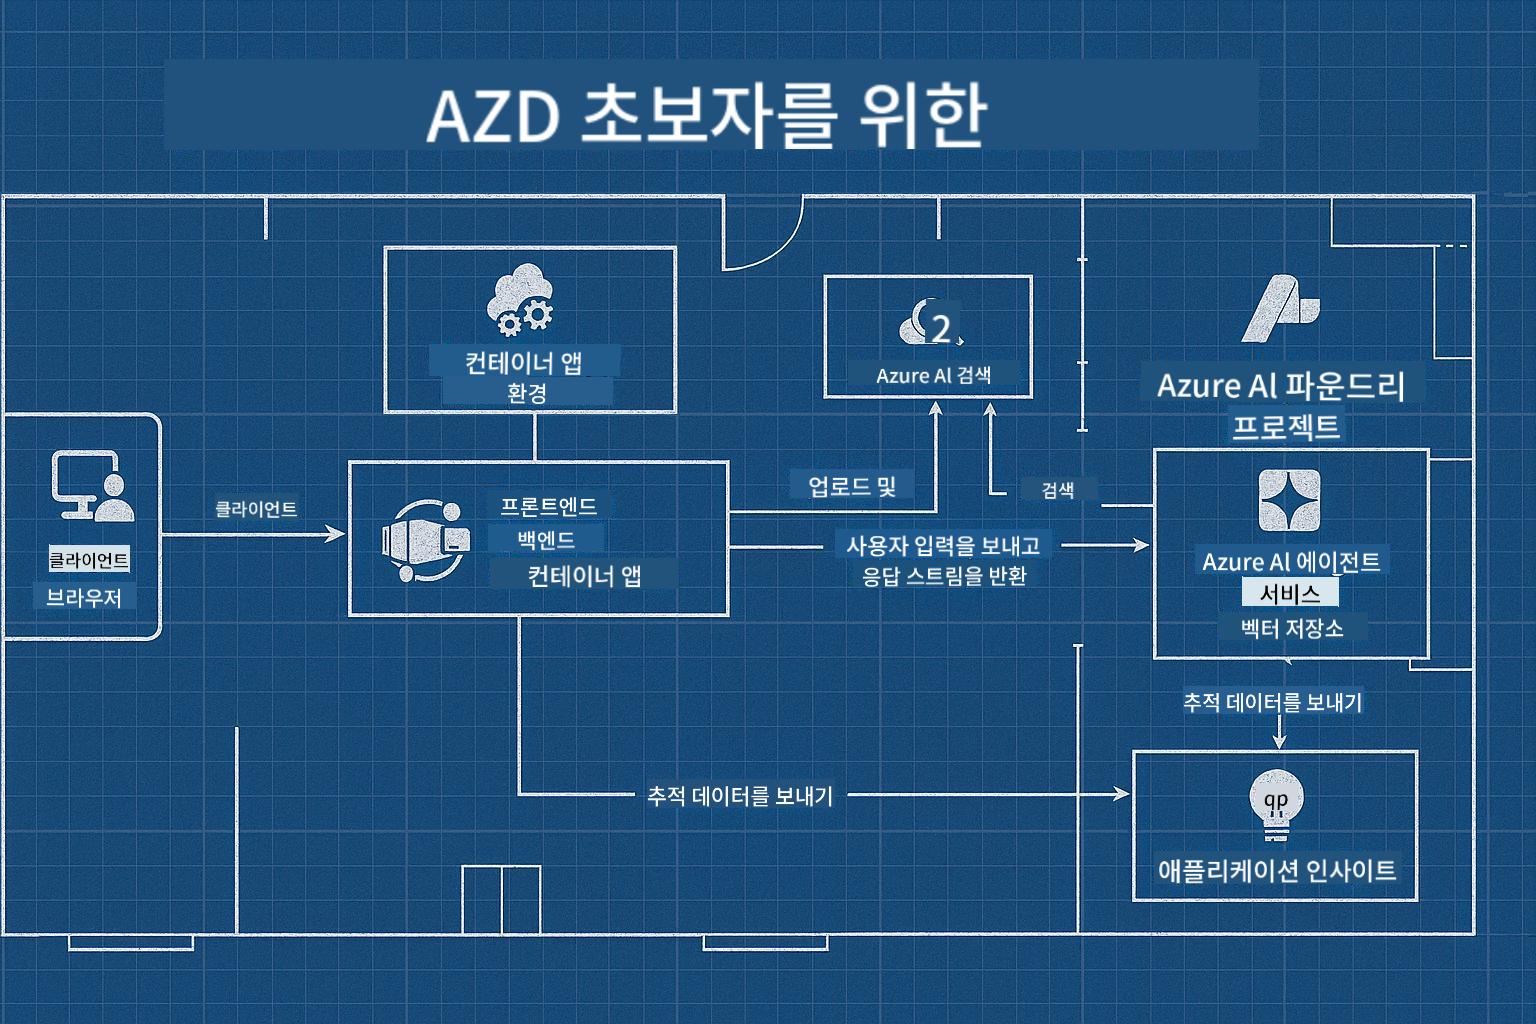 AZD 초보자를 위한
컨테이너 앱
환경
2
Azure AI 검색
Azure AI 파운드리
프로젝트
클라이언트
브라우저
클라이언트
프론트엔드
백엔드
컨테이너 앱
업로드 및
검색
사용자 입력을 보내고
응답 스트림을 반환
Azure AI 에이전트
서비스
벡터 저장소
추적 데이터를 보내기
추적 데이터를 보내기
qp
애플리케이션 인사이트